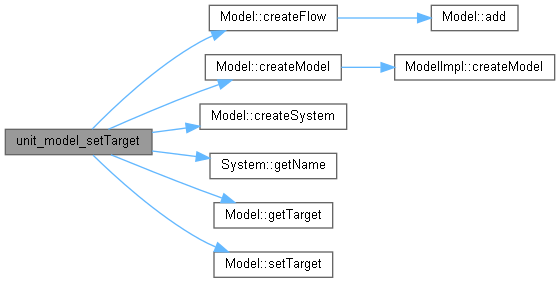 unit_model_setTarget
Model::createFlow
Model::add
Model::createModel
ModelImpl::createModel
Model::createSystem
System::getName
Model::getTarget
Model::setTarget